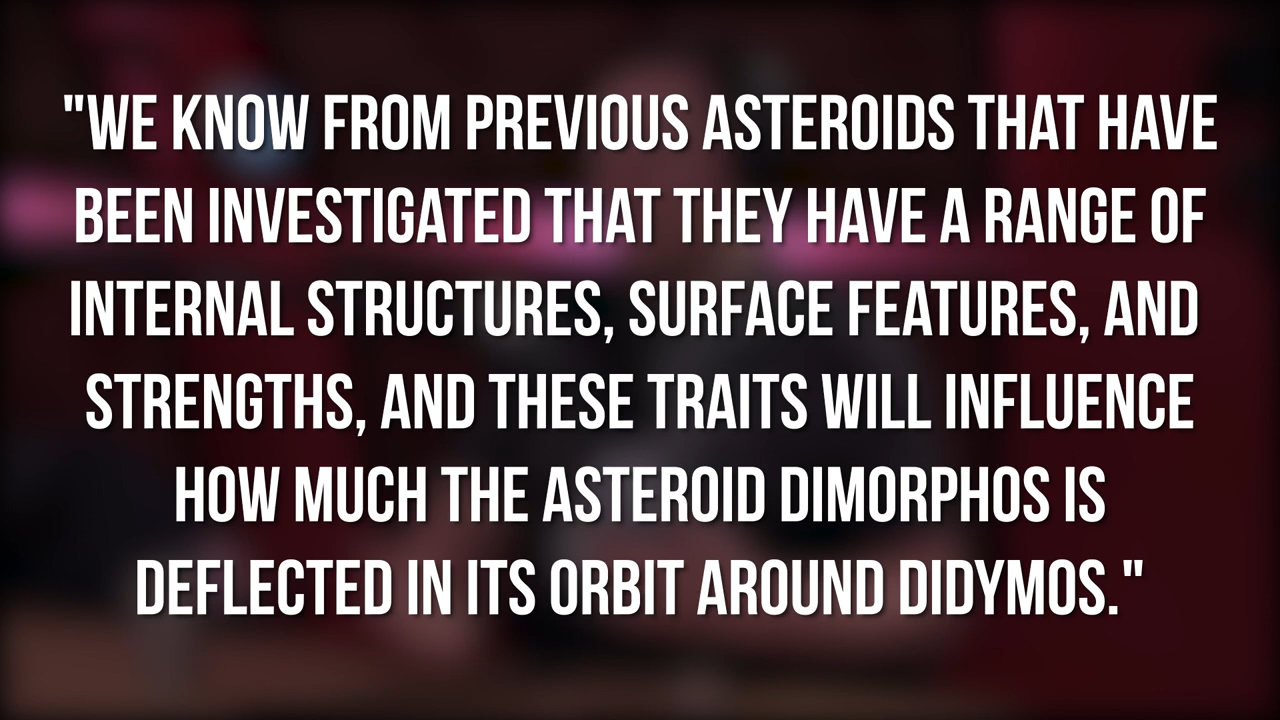 "WE KNOW FROM PREVIOUS ASTEROIDS THAT HAVE
BEEN INVESTIGATED THAT THEY HAVE A RANGE OF
INTERNAL STRUCTURES, SURFACE FEATURES, AND
STRENGTHS, AND THESE TRAITS WILL INFLUENCE
HOW MUCH THE ASTEROID DIMORPHOS IS
DEFLECTED IN ITS ORBIT AROUND DIDYMOS."